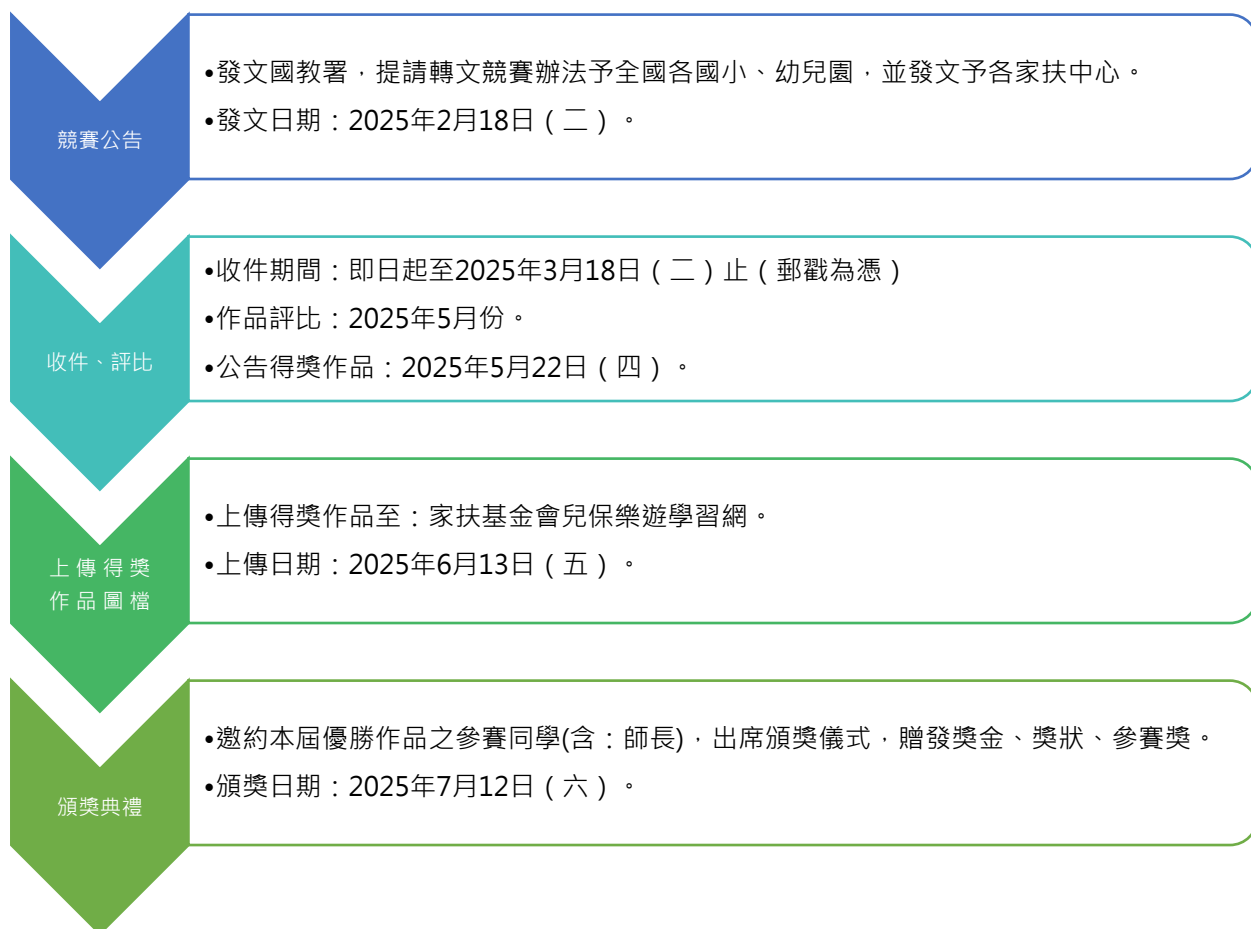 競賽公告
•發文國教署，提請轉文競賽辦法予全國各國小、幼兒園，並發文予各家扶中心。
•發文日期：2025年2月18日（二）。
收件、評比
•收件期間：即日起至2025年3月18日（二）止（郵戳為憑）
•作品評比：2025年5月份。
•公告得獎作品：2025年5月22日（四）。
上傳得獎
作品圖檔
•上傳得獎作品至：家扶基金會兒保樂遊學習網。
•上傳日期：2025年6月13日（五）。
頒獎典禮
•邀約本屆優勝作品之參賽同學(含：師長)，出席頒獎儀式，贈發獎金、獎狀、參賽獎。
•頒獎日期：2025年7月12日（六）。